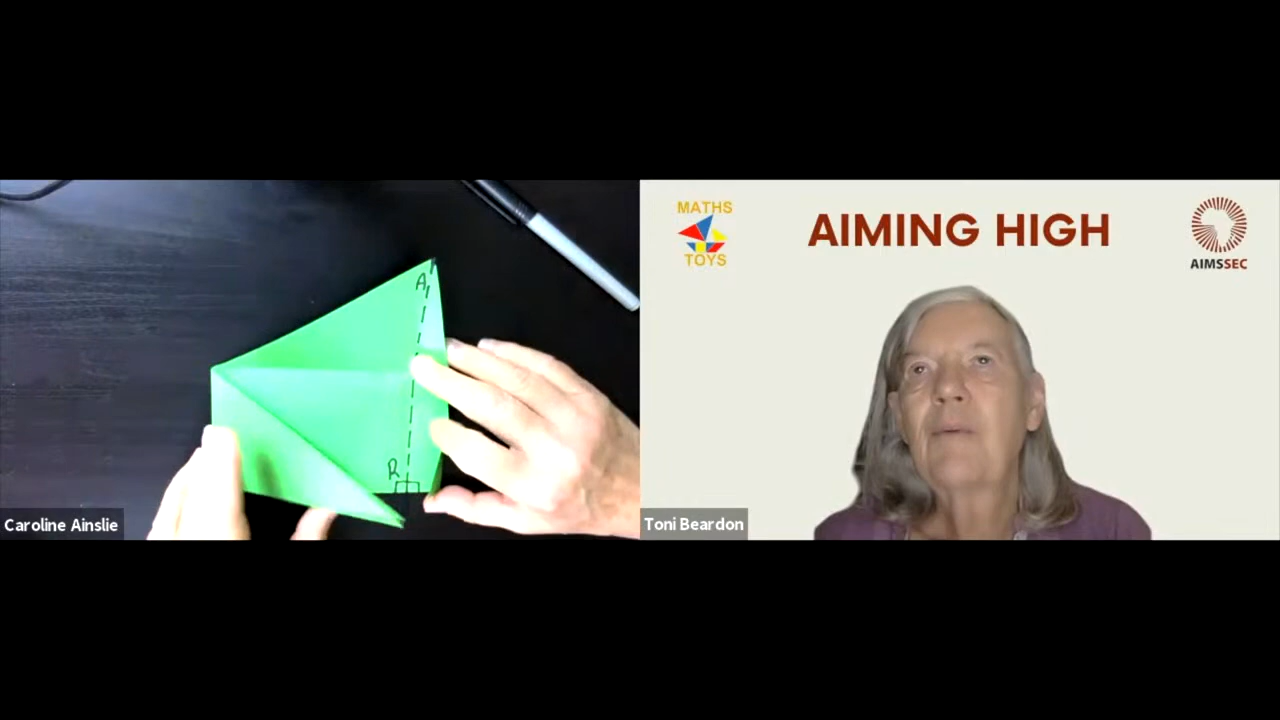 A
R
Caroline Ainslie
MATHS
TOYS
AIMING HIGH
AIMSSEC
Toni Beardon